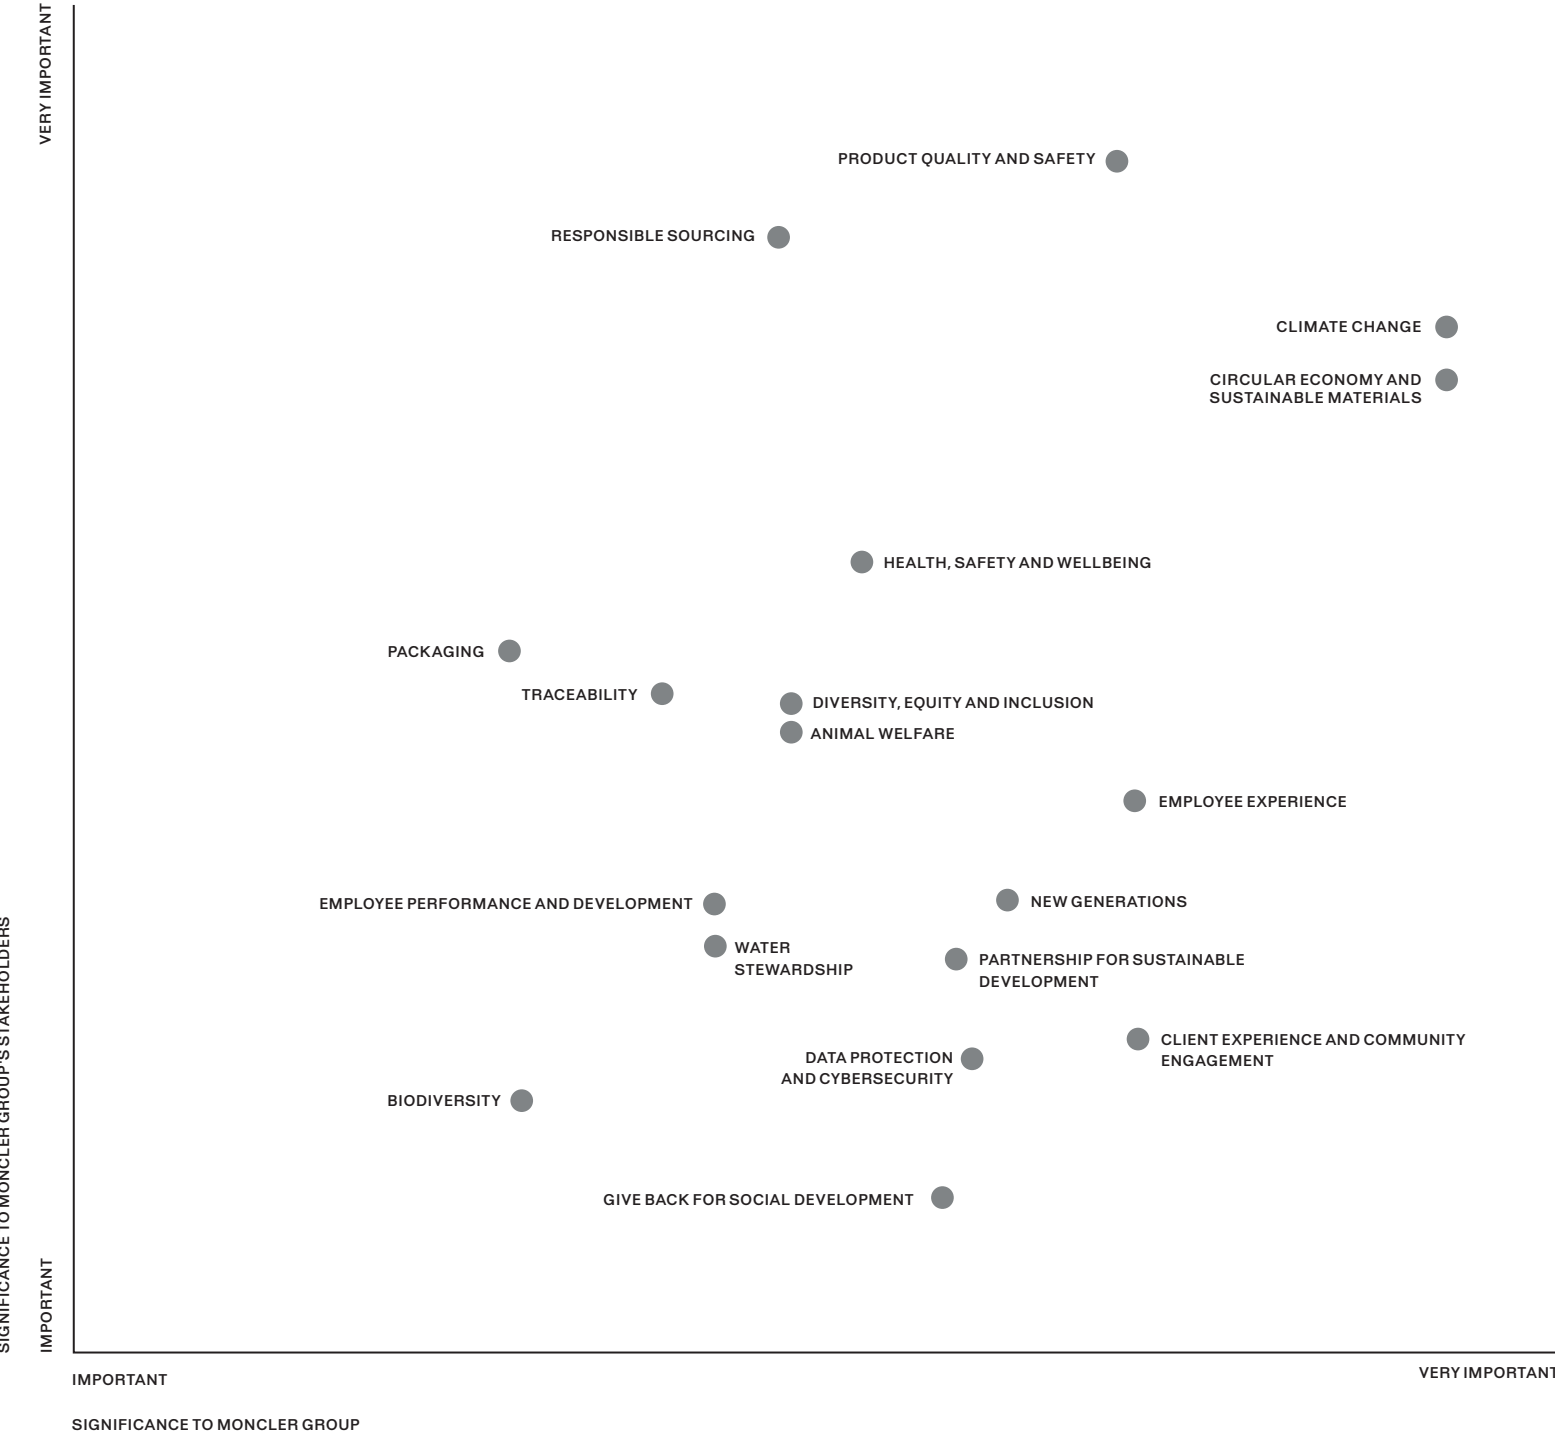 VERY IMPORTANT
PRODUCT QUALITY AND SAFETY
RESPONSIBLE SOURCING
CLIMATE CHANGE
CIRCULAR ECONOMY AND
SUSTAINABLE MATERIALS
HEALTH, SAFETY AND WELLBEING
PACKAGING
TRACEABILITY
DIVERSITY, EQUITY AND INCLUSION
ANIMAL WELFARE
EMPLOYEE EXPERIENCE
EMPLOYEE PERFORMANCE AND DEVELOPMENT
NEW GENERATIONS
WATER
STEWARDSHIP
PARTNERSHIP FOR SUSTAINABLE
DEVELOPMENT
CLIENT EXPERIENCE AND COMMUNITY
ENGAGEMENT
DATA PROTECTION
AND CYBERSECURITY
BIODIVERSITY
GIVE BACK FOR SOCIAL DEVELOPMENT
SIGNIFICANCE TO MONCLER GROUP'S STAKEHOLDERS
IMPORTANT
IMPORTANT
VERY IMPORTANT
SIGNIFICANCE TO MONCLER GROUP